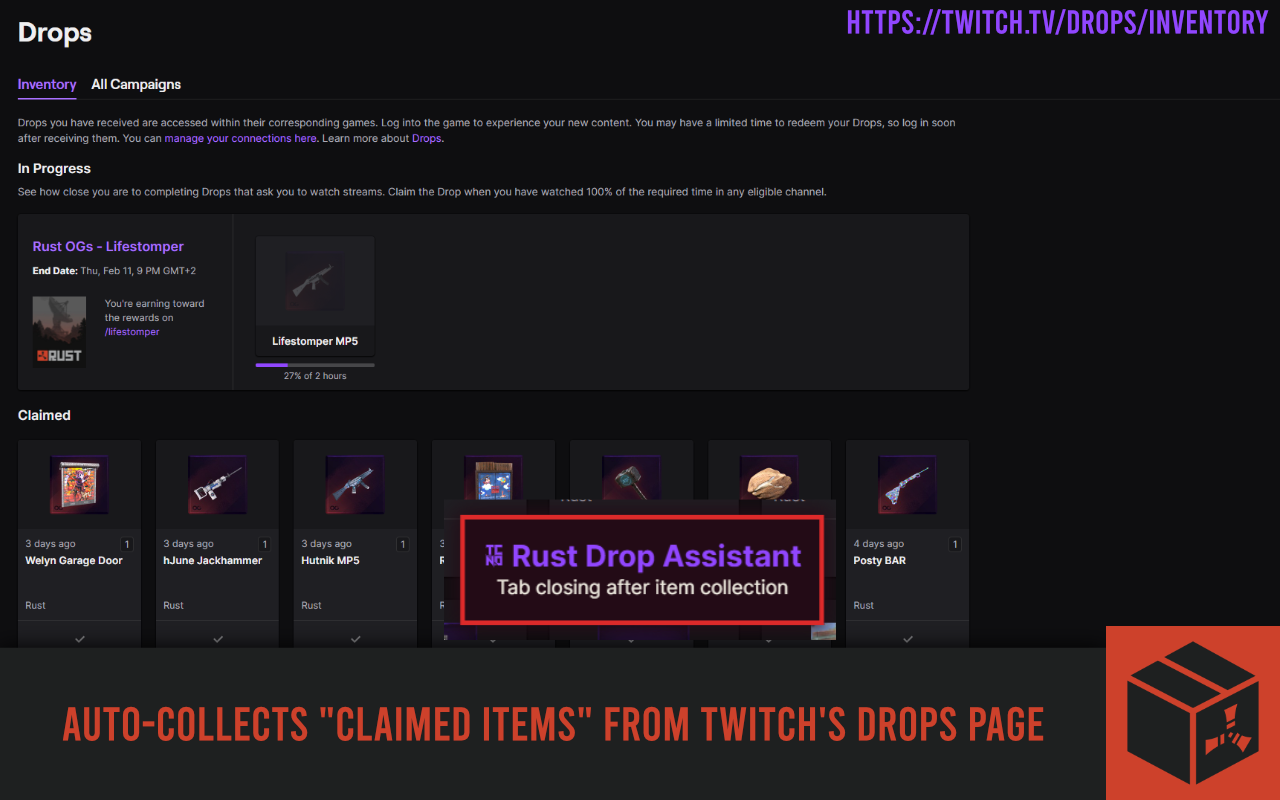 Drops
HTTPS://TWITCH.TV/DROPS/INVENTORY
Inventory All Campaigns
Drops you have received are accessed within their corresponding games. Log into the game to experience your new content. You may have a limited time to redeem your Drops, so log in soon
after receiving them. You can manage your connections here. Learn more about Drops.
In Progress
See how close you are to completing Drops that ask you to watch streams. Claim the Drop when you have watched 100% of the required time in any eligible channel.
Rust OGs - Lifestomper
End Date: Thu, Feb 11, 9 PM GMT+2
You're earning toward
the rewards on
/lifestomper
RUST
Lifestomper MP5
27% of 2 hours
Claimed
3 days ago 1
Welyn Garage Door
Rust
3 days ago 1
hJune Jackhammer
Rust
3 days ago 1
Hutnik MP5
Rust
4 days ago 1
Posty BAR
Rust
TCNO Rust Drop Assistant
Tab closing after item collection
AUTO-COLLECTS "CLAIMED ITEMS" FROM TWITCH'S DROPS PAGE